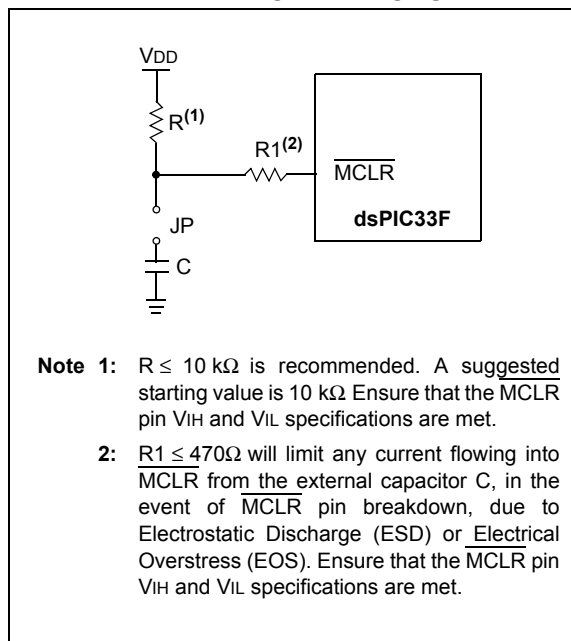 VDD
R(1)
R1(2)
MCLR
dsPIC33F
JP
C
Note 1: R ≤ 10 kΩ is recommended. A suggested
starting value is 10 kΩ Ensure that the MCLR
pin VIH and VIL specifications are met.
2: R1 ≤ 470Ω will limit any current flowing into
MCLR from the external capacitor C, in the
event of MCLR pin breakdown, due to
Electrostatic Discharge (ESD) or Electrical
Overstress (EOS). Ensure that the MCLR pin
VIH and VIL specifications are met.